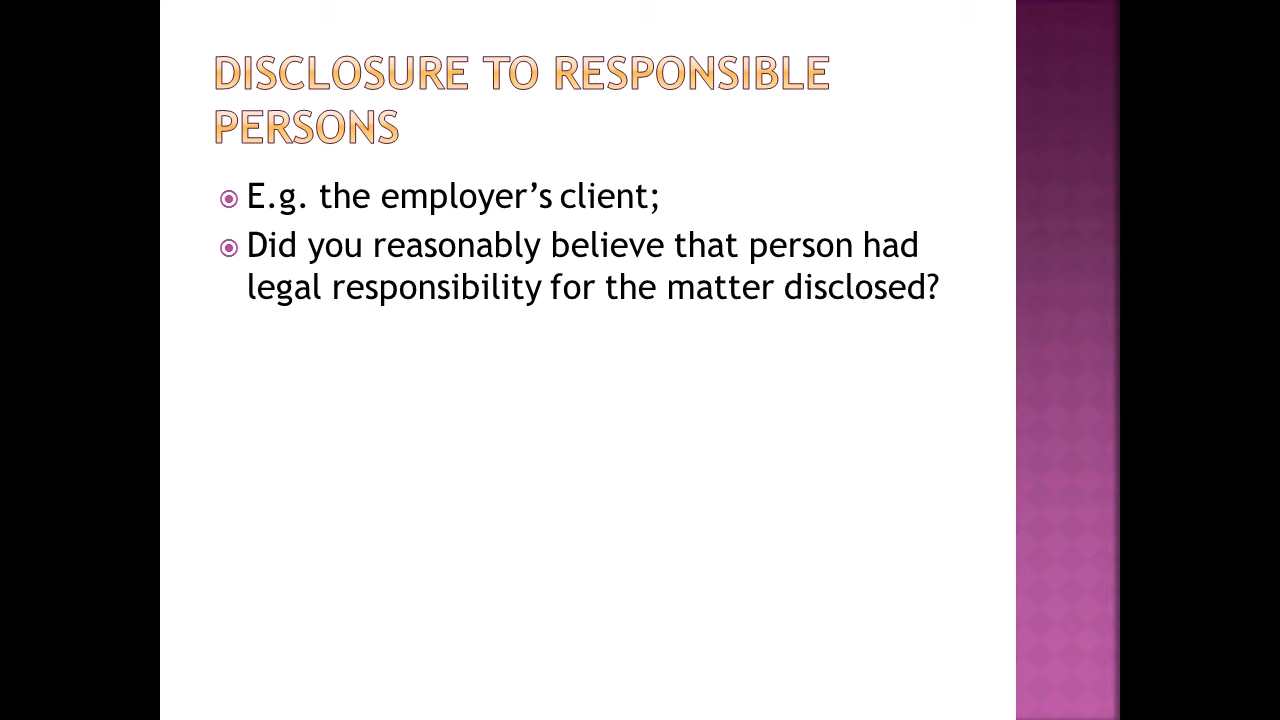 DISCLOSURE TO RESPONSIBLE
PERSONS
E.g. the employer’s client;
Did you reasonably believe that person had
legal responsibility for the matter disclosed?